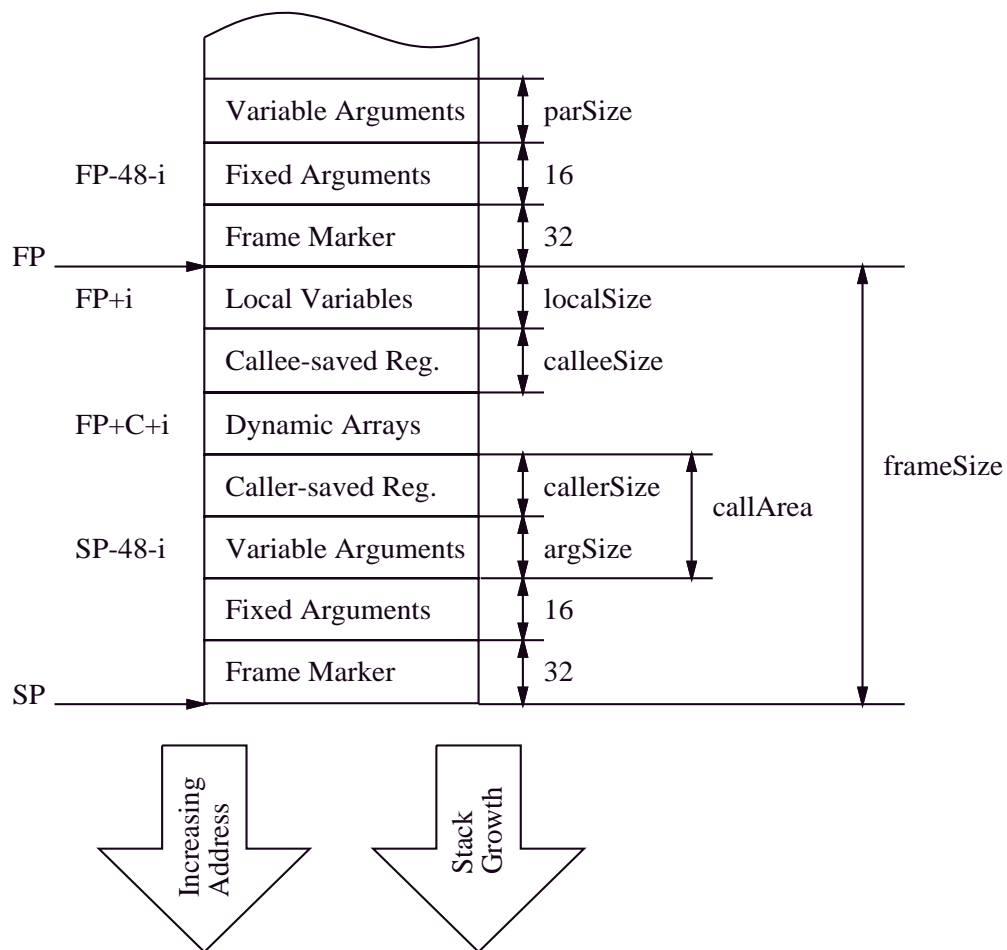 Variable Arguments parSize
FP-48-i Fixed Arguments 16
Frame Marker 32
FP
FP+i Local Variables localSize
Callee-saved Reg. calleeSize
FP+C+i Dynamic Arrays
frameSize
Caller-saved Reg. callerSize
callArea
SP-48-i Variable Arguments argSize
Fixed Arguments 16
Frame Marker 32
SP
Increasing
Address
Stack
Growth